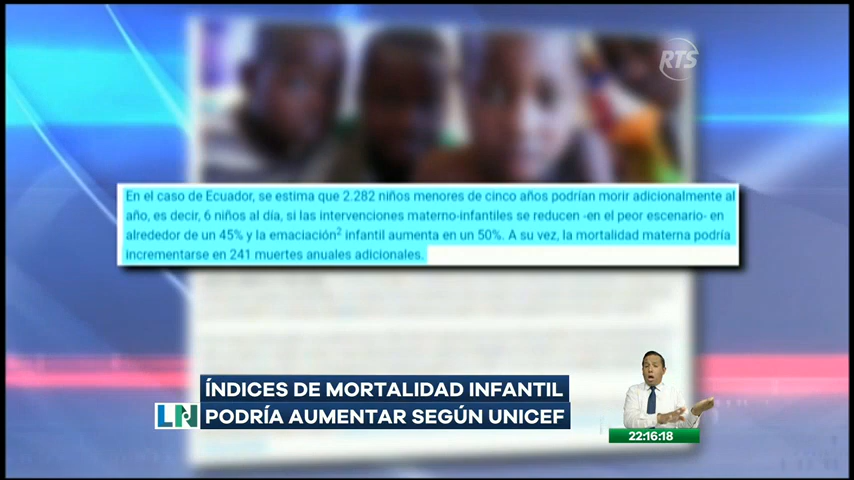 RTS
En el caso de Ecuador, se estima que 2.282 niños menores de cinco años podrían morir adicionalmente al
año, es decir, 6 niños al día, si las intervenciones materno-infantiles se reducen -en el peor escenario- en
alrededor de un 45% y la emaciación² infantil aumenta en un 50%. A su vez, la mortalidad materna podría
incrementarse en 241 muertes anuales adicionales.
ÍNDICES DE MORTALIDAD INFANTIL
LN PODRÍA AUMENTAR SEGÚN UNICEF
22:16:18